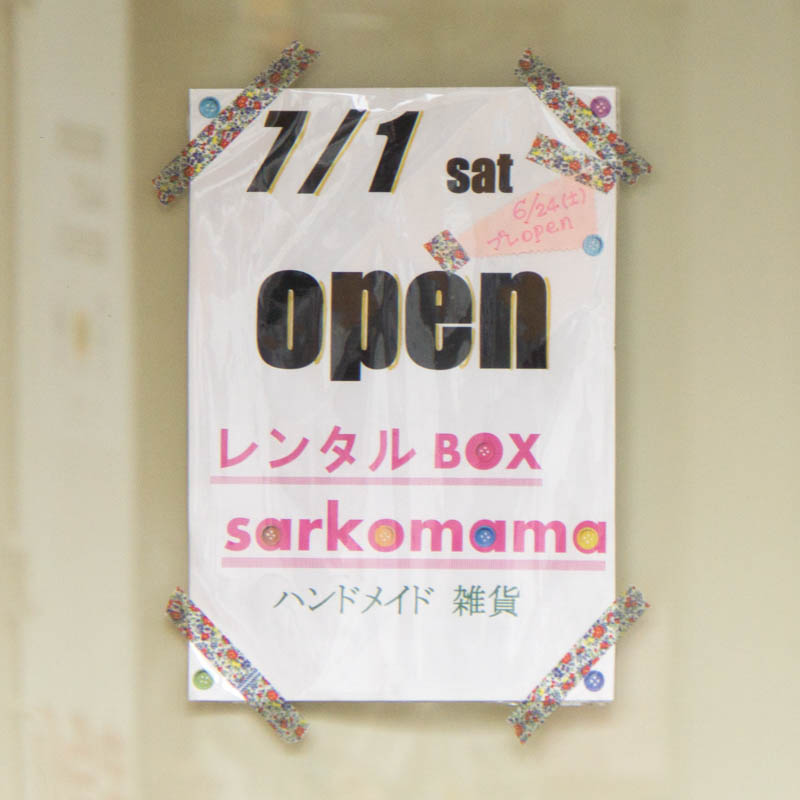 7/1 sat
6/24(土)
プレopen
open
レンタル BOX
sarkomama
ハンドメイド 雑貨